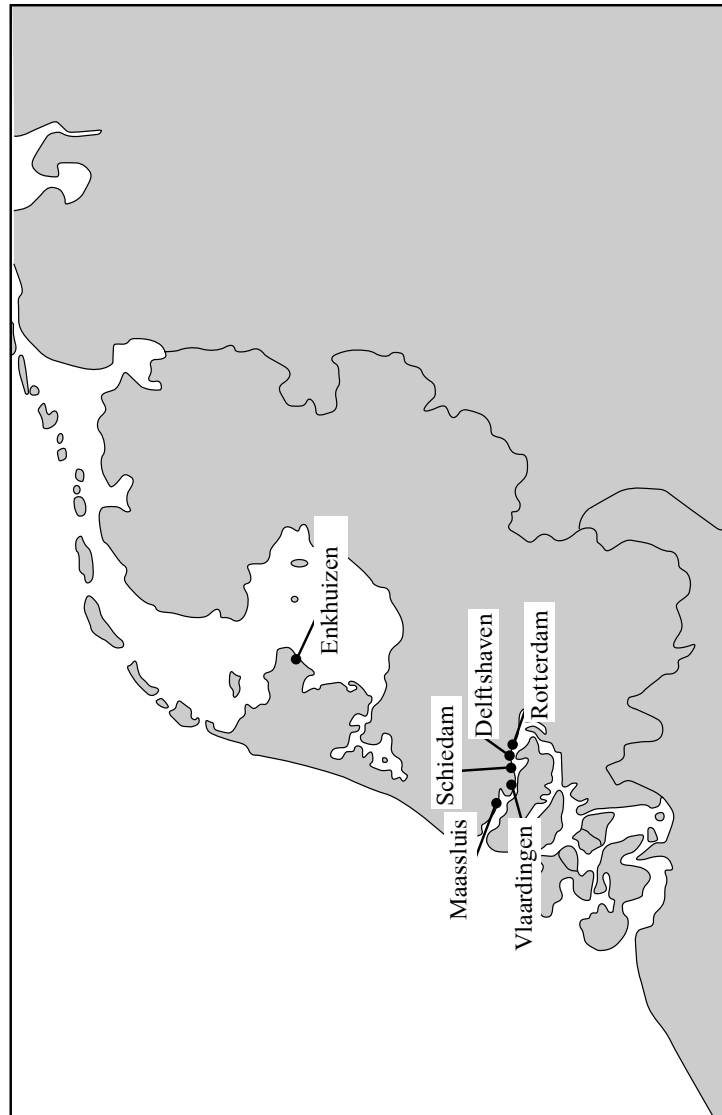 Enkhuizen
Maassluis
Schiedam
Delftshaven
Rotterdam
Vlaardingen